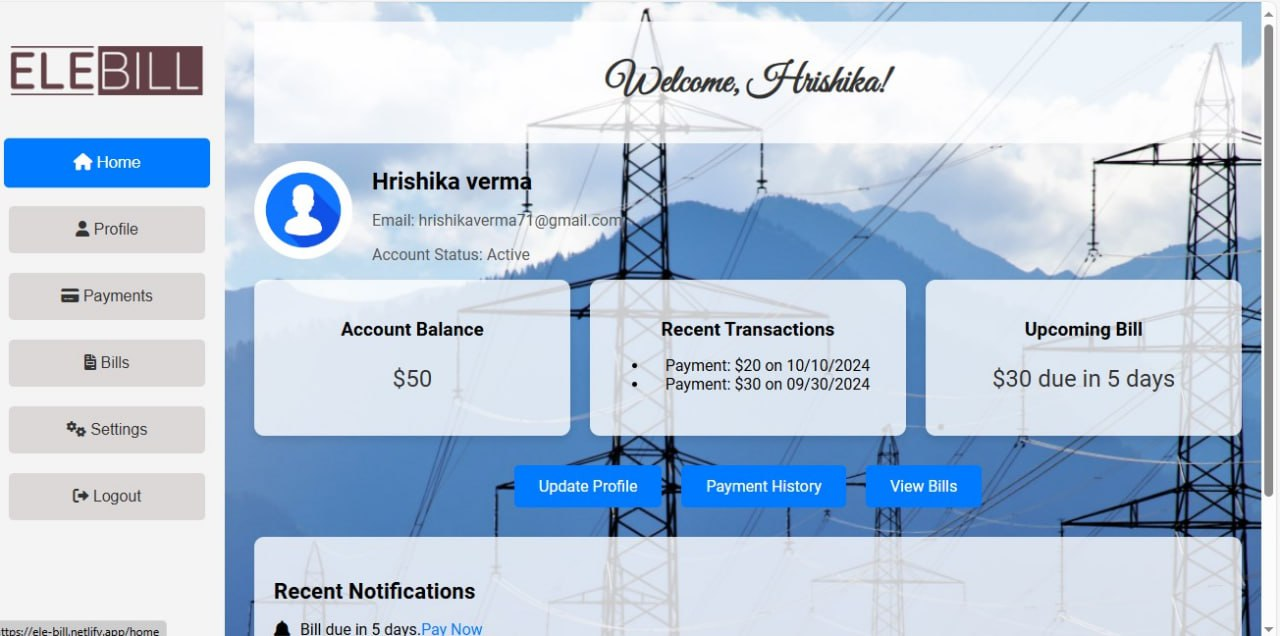 ELEBILL
Home
Profile
Payments
Bills
Settings
Logout
Welcome, Hrishika!
Hrishika verma
Email: hrishikaverma71@gmail.com
Account Status: Active
Account Balance
$50
Recent Transactions
• Payment: $20 on 10/10/2024
• Payment: $30 on 09/30/2024
Upcoming Bill
$30 due in 5 days
Update Profile
Payment History
View Bills
Recent Notifications
Bill due in 5 days.Pay Now
ttps://ele-bill.netlify.app/home